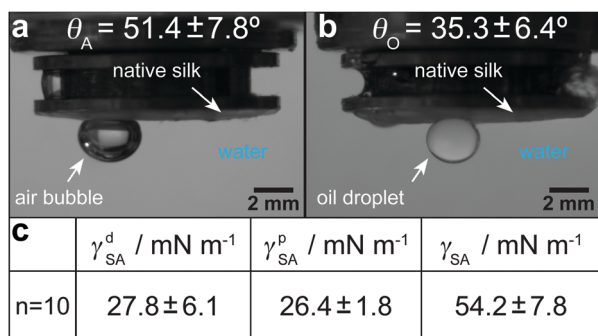 a θA = 51.4±7.8º
native silk
water
air bubble
2 mm
b θO = 35.3±6.4º
native silk
water
oil droplet
2 mm
c
γᵈSA / mN m⁻¹ γᵖSA / mN m⁻¹ γSA / mN m⁻¹
n=10 27.8±6.1 26.4±1.8 54.2±7.8